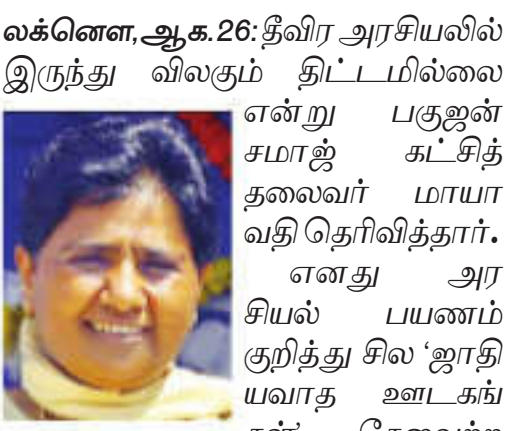 லக்னௌ,ஆக.26: தீவிர அரசியலில்
இருந்து விலகும் திட்டமில்லை
என்று பகுஜன்
சமாஜ் கட்சித்
தலைவர் மாயா
வதி தெரிவித்தார்.
எனது அர
சியல் பயணம்
குறித்து சில ‘ஜாதி
யவாத ஊடகங்